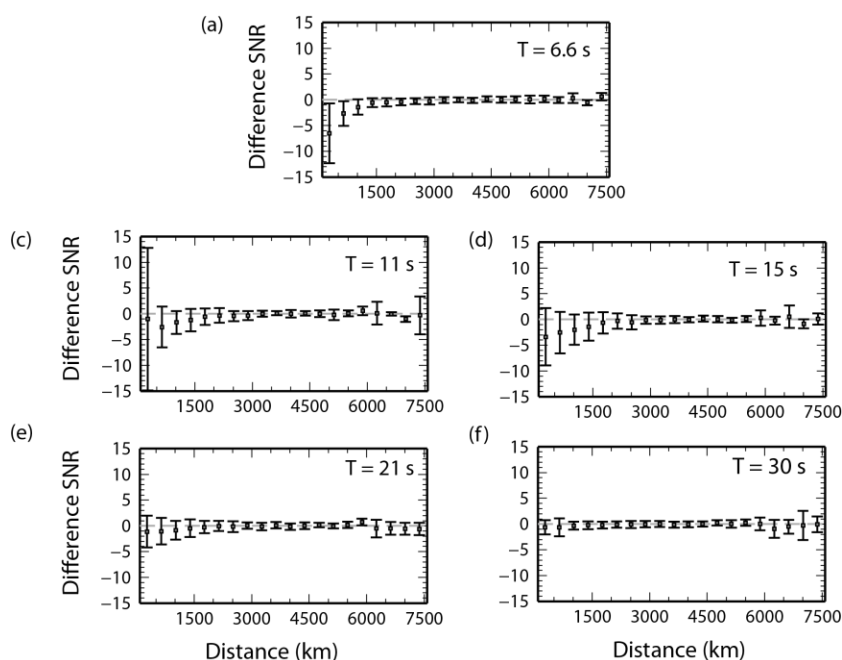 (a)
Difference SNR
15
10
5
0
−5
−10
−15
T = 6.6 s
1500 3000 4500 6000 7500
(c)
Difference SNR
15
10
5
0
−5
−10
−15
T = 11 s
1500 3000 4500 6000 7500
(d)
15
10
5
0
−5
−10
−15
T = 15 s
1500 3000 4500 6000 7500
(e)
Difference SNR
15
10
5
0
−5
−10
−15
T = 21 s
1500 3000 4500 6000 7500
Distance (km)
(f)
15
10
5
0
−5
−10
−15
T = 30 s
1500 3000 4500 6000 7500
Distance (km)